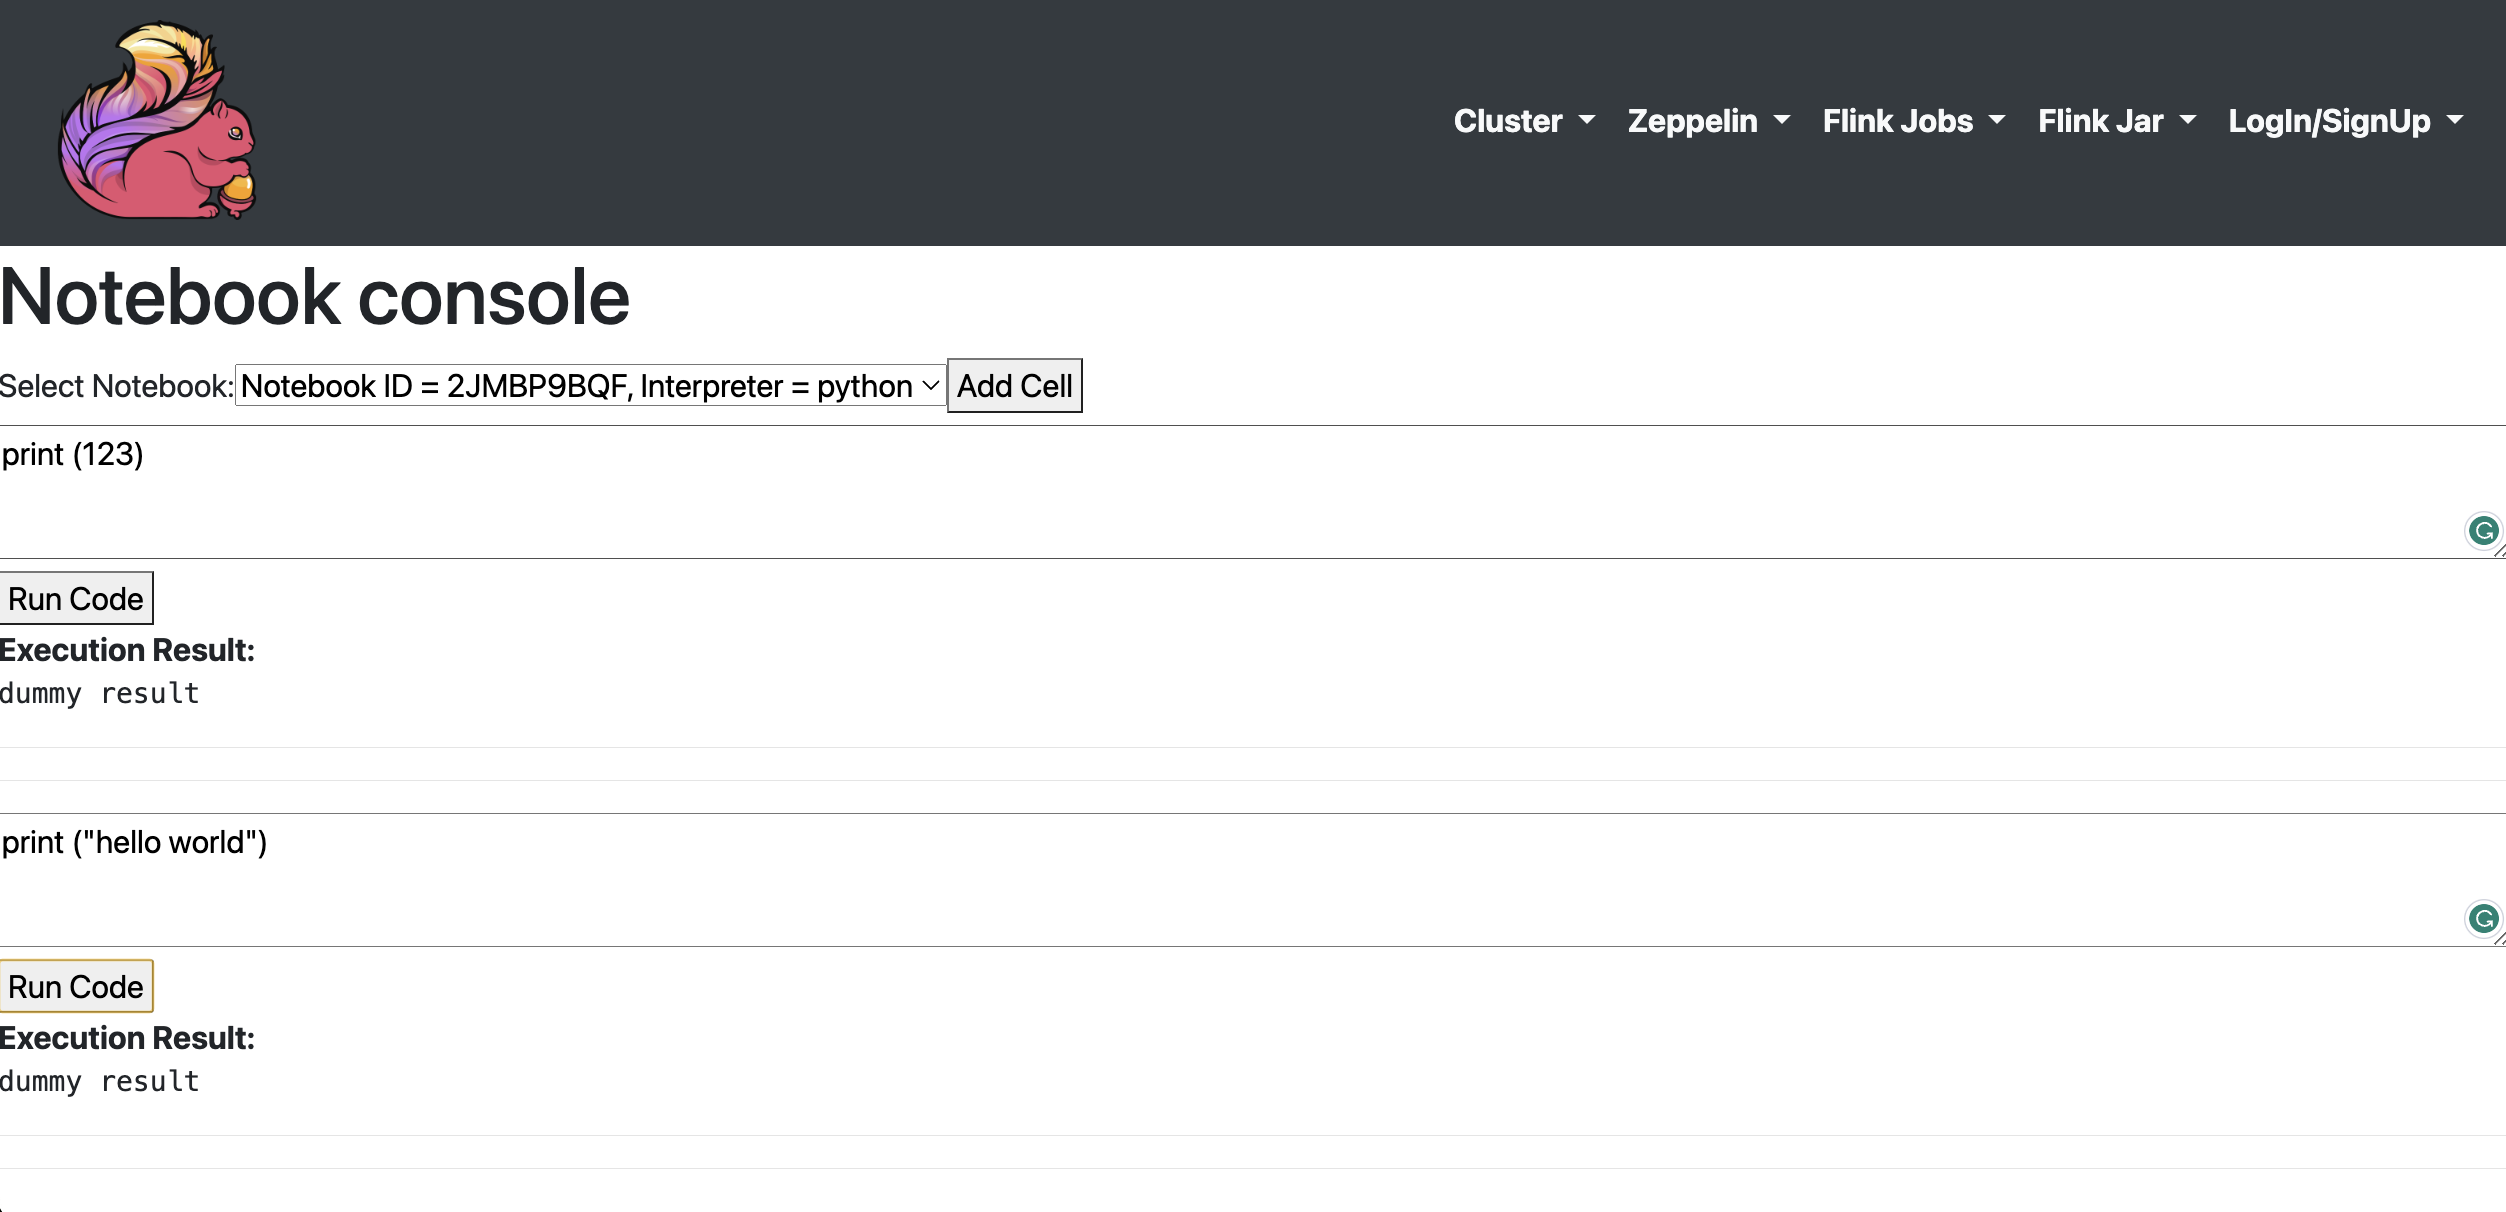 Cluster Zeppelin Flink Jobs Flink Jar LogIn/SignUp
Notebook console
Select Notebook: Notebook ID = 2JMBP9BQF, Interpreter = python Add Cell
print (123)
Run Code
Execution Result:
dummy result
print ("hello world")
Run Code
Execution Result:
dummy result